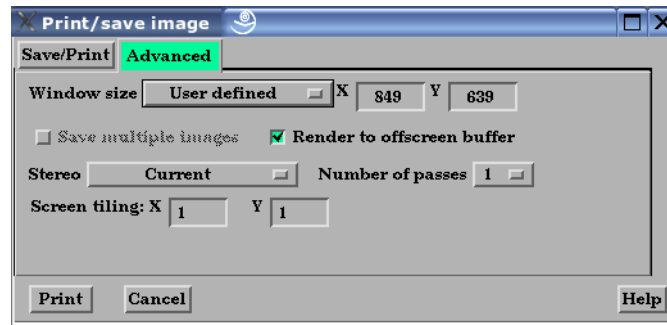 Print/save image
Save/Print Advanced
Window size User defined X 849 Y 639
Save multiple images Render to offscreen buffer
Stereo Current Number of passes 1
Screen tiling: X 1 Y 1
Print Cancel Help